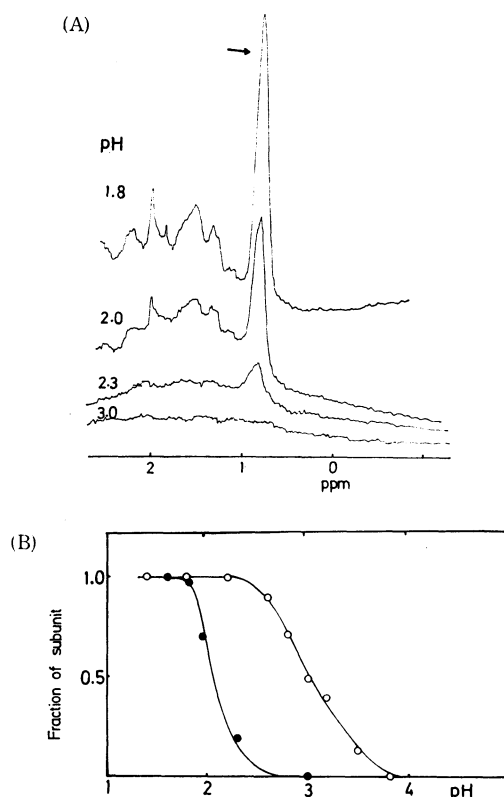 (A)
pH
1.8
2.0
2.3
3.0
2 1 0
ppm
(B)
Fraction of subunit
1.0
0.5
1 2 3 4 pH